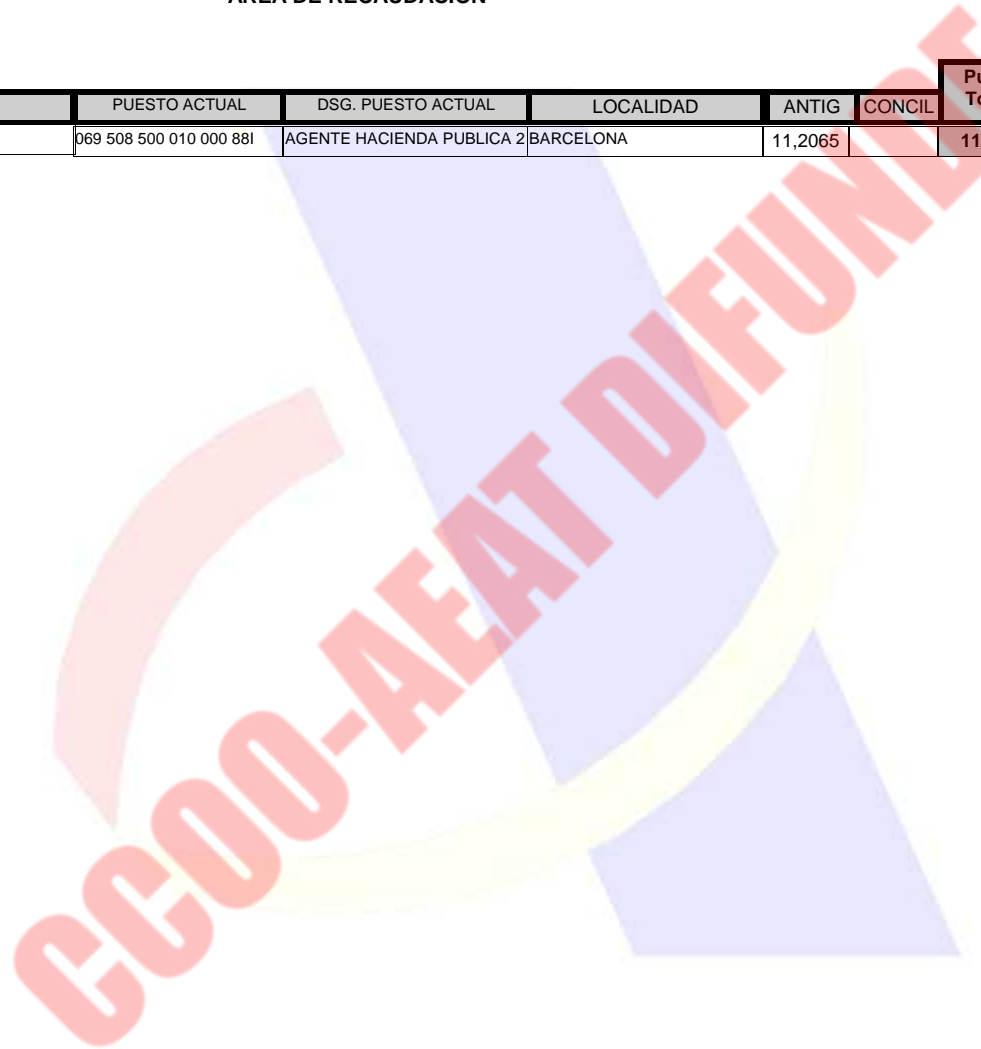 PUESTO ACTUAL DSG. PUESTO ACTUAL LOCALIDAD ANTIG CONCIL
069 508 500 010 000 88I AGENTE HACIENDA PUBLICA 2 BARCELONA 11,2065 11
CCOO-AEAT DIFUNDE